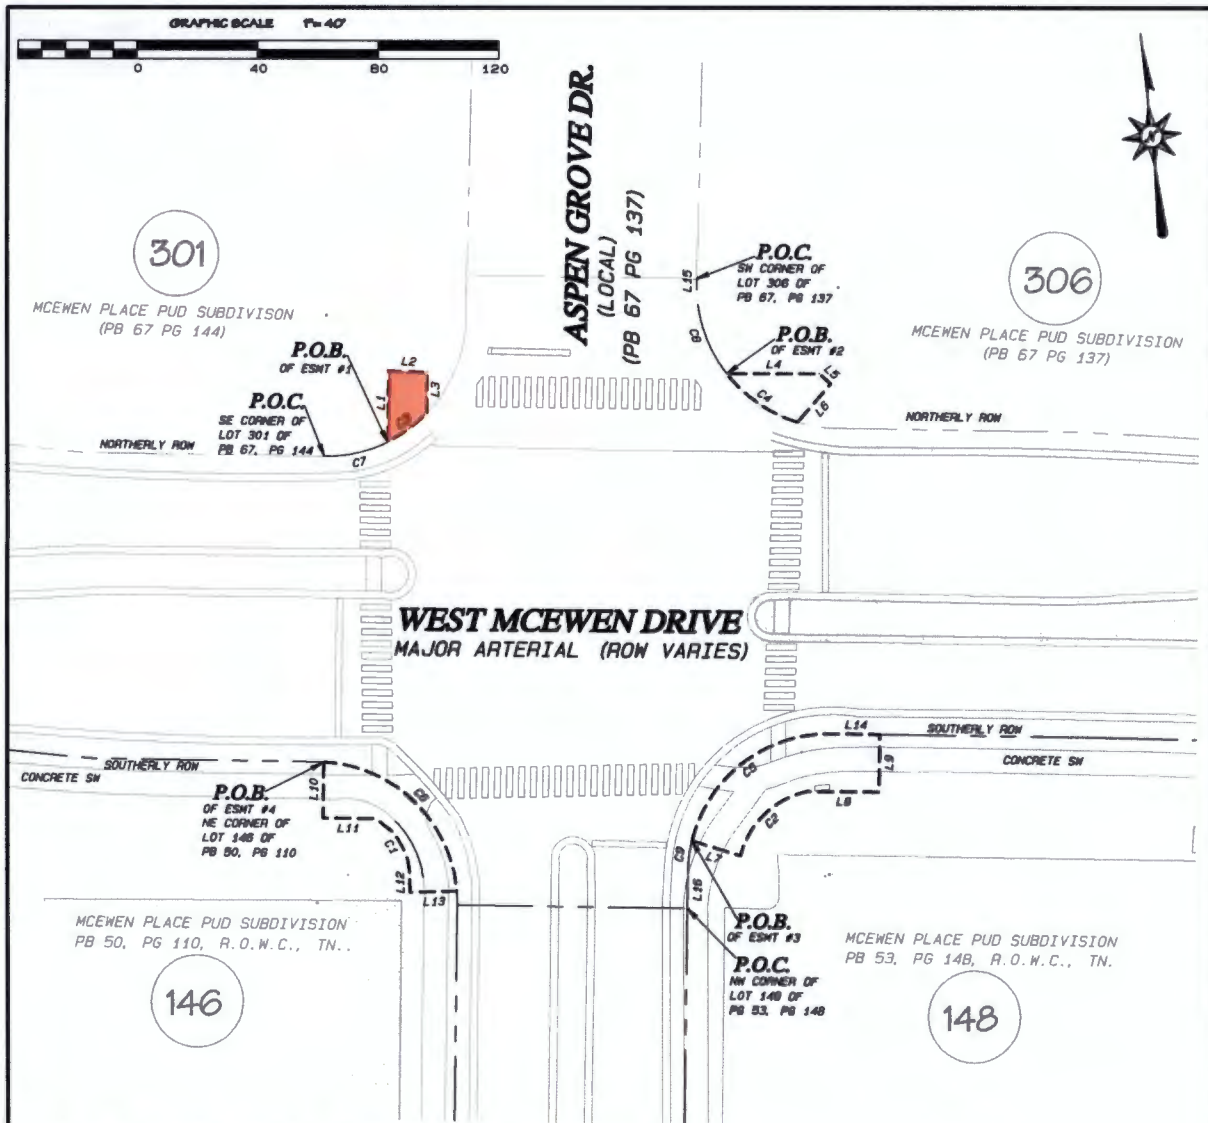 GRAPHIC SCALE 1"= 40'
0 40 80 120
ASPEN GROVE DR.
(LOCAL)
(PB 67 PG 137)
N
301
MCEWEN PLACE PUD SUBDIVISON
(PB 67 PG 144)
P.O.B.
OF ESMT #1
P.O.C.
SE CORNER OF
LOT 301 OF
PB 67, PG 144
NORTHERLY ROW
L1
L2
L3
C7
L15
C8
P.O.C.
SW CORNER OF
LOT 306 OF
PB 67, PG 137
P.O.B.
OF ESMT #2
L4
L5
L6
C4
306
MCEWEN PLACE PUD SUBDIVISION
(PB 67 PG 137)
NORTHERLY ROW
WEST MCEWEN DRIVE
MAJOR ARTERIAL (ROW VARIES)
SOUTHERLY ROW
CONCRETE SW
P.O.B.
OF ESMT #4
NE CORNER OF
LOT 146 OF
PB 50, PG 110
L10
L11
C1
L12
L13
MCEWEN PLACE PUD SUBDIVISION
PB 50, PG 110, R.O.W.C., TN.
146
L14
SOUTHERLY ROW
CONCRETE SW
L9
L8
C2
L7
C9
L16
P.O.B.
OF ESMT #3
P.O.C.
NW CORNER OF
LOT 148 OF
PG 53, PG 148
MCEWEN PLACE PUD SUBDIVISION
PB 53, PG 148, R.O.W.C., TN.
148